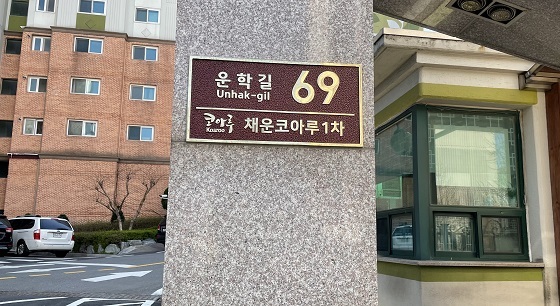 운학길 69
Unhak-gil
코아루 채운코아루1차
Koaroo